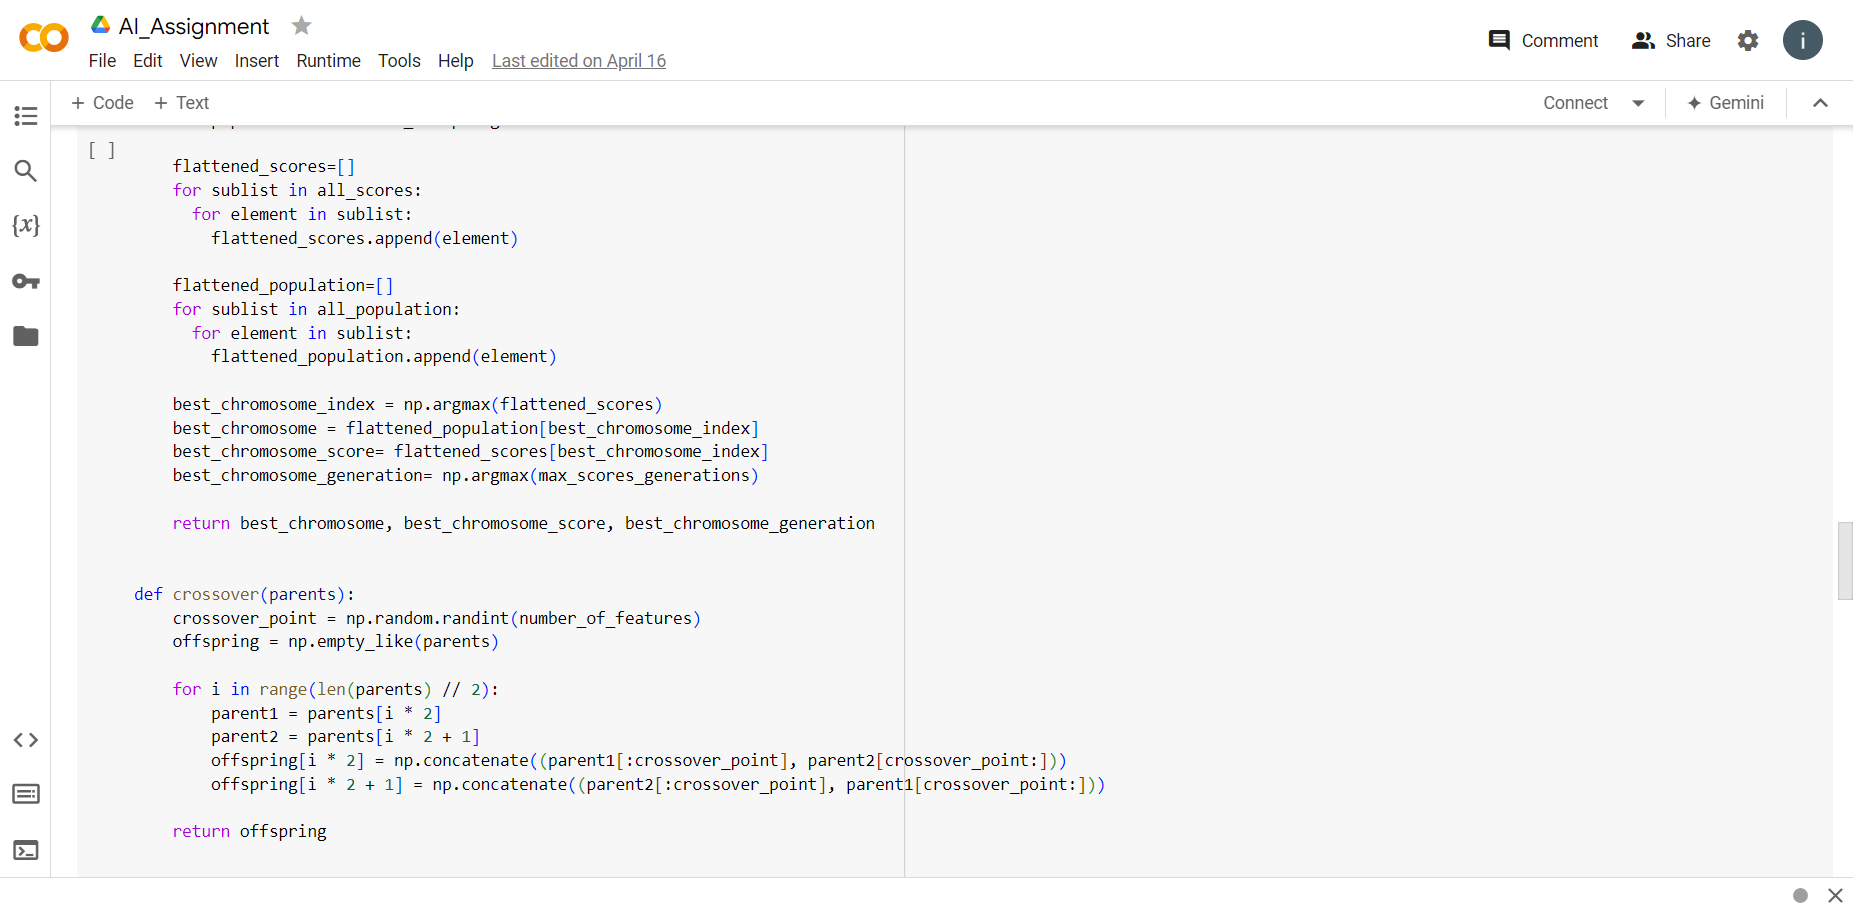 AI_Assignment
File Edit View Insert Runtime Tools Help Last edited on April 16
Comment Share i
+ Code + Text
Connect Gemini
[ ]
flattened_scores=[]
for sublist in all_scores:
for element in sublist:
flattened_scores.append(element)
flattened_population=[]
for sublist in all_population:
for element in sublist:
flattened_population.append(element)
best_chromosome_index = np.argmax(flattened_scores)
best_chromosome = flattened_population[best_chromosome_index]
best_chromosome_score= flattened_scores[best_chromosome_index]
best_chromosome_generation= np.argmax(max_scores_generations)
return best_chromosome, best_chromosome_score, best_chromosome_generation
def crossover(parents):
crossover_point = np.random.randint(number_of_features)
offspring = np.empty_like(parents)
for i in range(len(parents) // 2):
parent1 = parents[i * 2]
parent2 = parents[i * 2 + 1]
offspring[i * 2] = np.concatenate((parent1[:crossover_point], parent2[crossover_point:]))
offspring[i * 2 + 1] = np.concatenate((parent2[:crossover_point], parent1[crossover_point:]))
return offspring